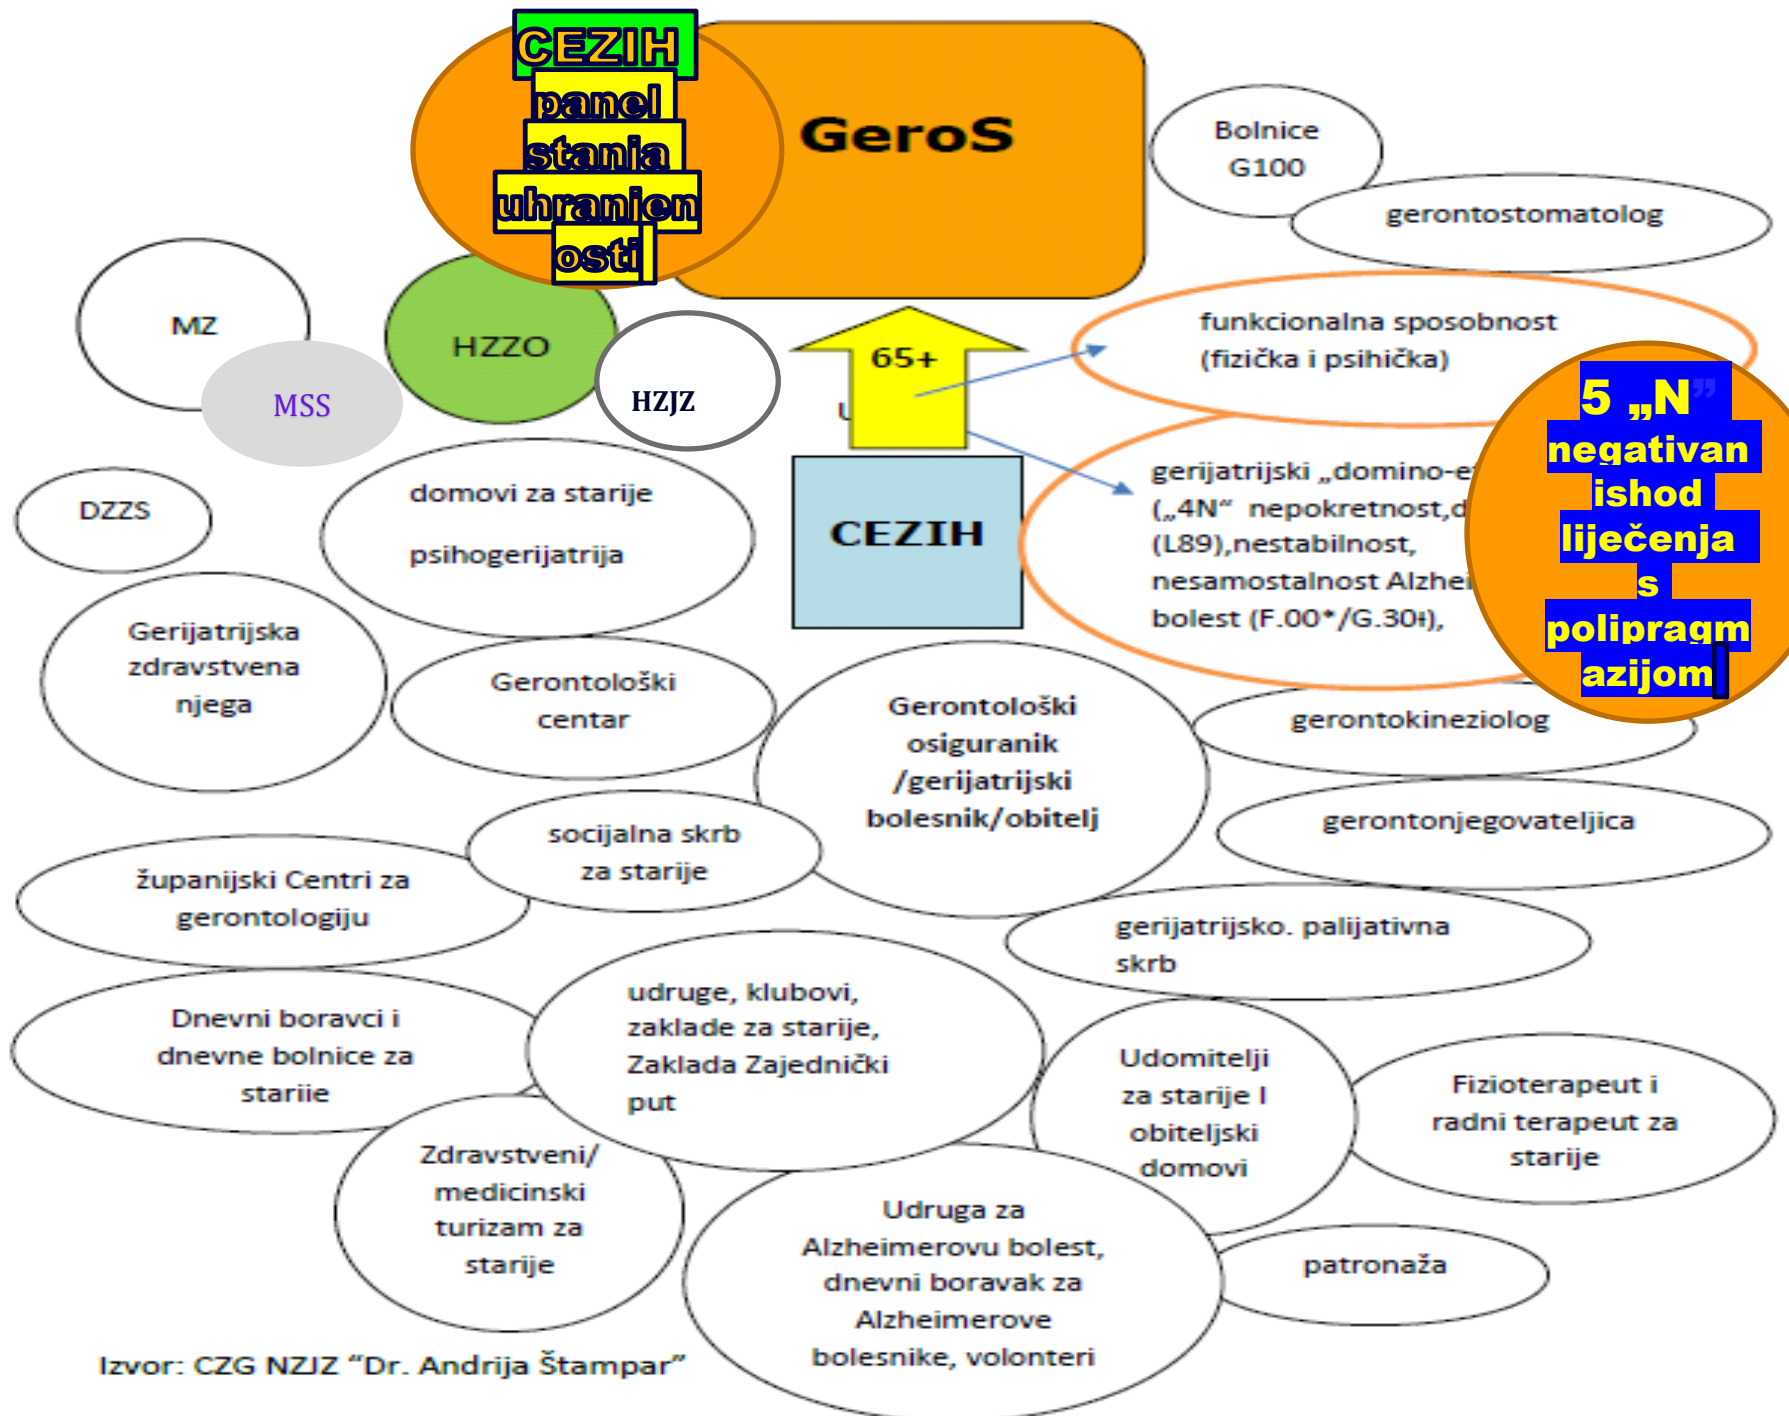 CEZIH
panel
stanja
uhranjen
osti
GeroS
Bolnice
G100
gerontostomatolog
MZ
MSS
HZZO
HZJZ
65+
funkcionalna sposobnost
(fizička i psihička)
5 „N”
negativan
ishod
liječenja
s
polipragm
azijom
DZZS
domovi za starije
psihogerijatrija
CEZIH
gerijatrijski „domino-e
(„4N“ nepokretnost,d
(L89),nestabilnost,
nesamostalnost Alzhei
bolest (F.00*/G.30ŧ),
Gerijatrijska
zdravstvena
njega
Gerontološki
centar
Gerontološki
osiguranik
/gerijatrijski
bolesnik/obitelj
gerontokineziolog
gerontonjegovateljica
socijalna skrb
za starije
županijski Centri za
gerontologiju
gerijatrijsko. palijativna
skrb
Dnevni boravci i
dnevne bolnice za
starije
udruge, klubovi,
zaklade za starije,
Zaklada Zajednički
put
Udomitelji
za starije I
obiteljski
domovi
Fizioterapeut i
radni terapeut za
starije
Zdravstveni/
medicinski
turizam za
starije
Udruga za
Alzheimerovu bolest,
dnevni boravak za
Alzheimerove
bolesnike, volonteri
patronaža
Izvor: CZG NZJZ “Dr. Andrija Štampar”